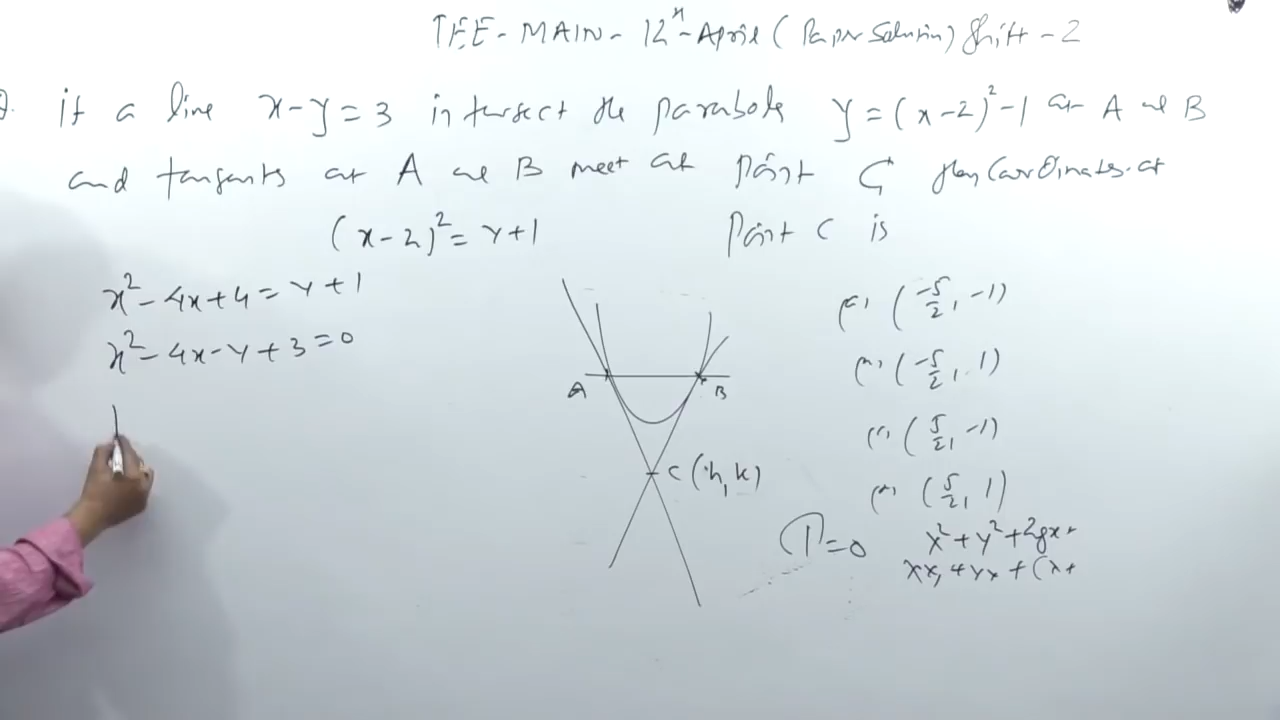 JEE-MAIN-12th-April (Paper Solution) Shift-2
If a line x-y=3 intersect the parabola y=(x-2)²-1 at A and B
and tangents at A and B meet at Point C, then Coordinates of
Point C is
(x-2)²=y+1
x²-4x+4=y+1
x²-4x-y+3=0
A
B
C(h,k)
(-5/2, -1)
(-5/2, 1)
(5/2, -1)
(5/2, 1)
T=0
x²+y²+2gx+
xx₁+yy₁+(x+